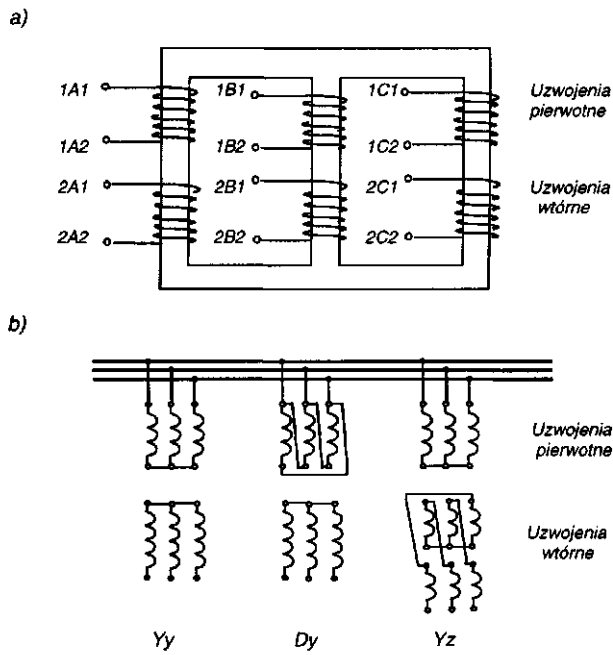 a)
1A1 1B1 1C1 Uzwojenia
pierwotne
1A2 1B2 1C2
2A1 2B1 2C1 Uzwojenia
wtórne
2A2 2B2 2C2
b)
Uzwojenia
pierwotne
Uzwojenia
wtórne
Yy Dy Yz